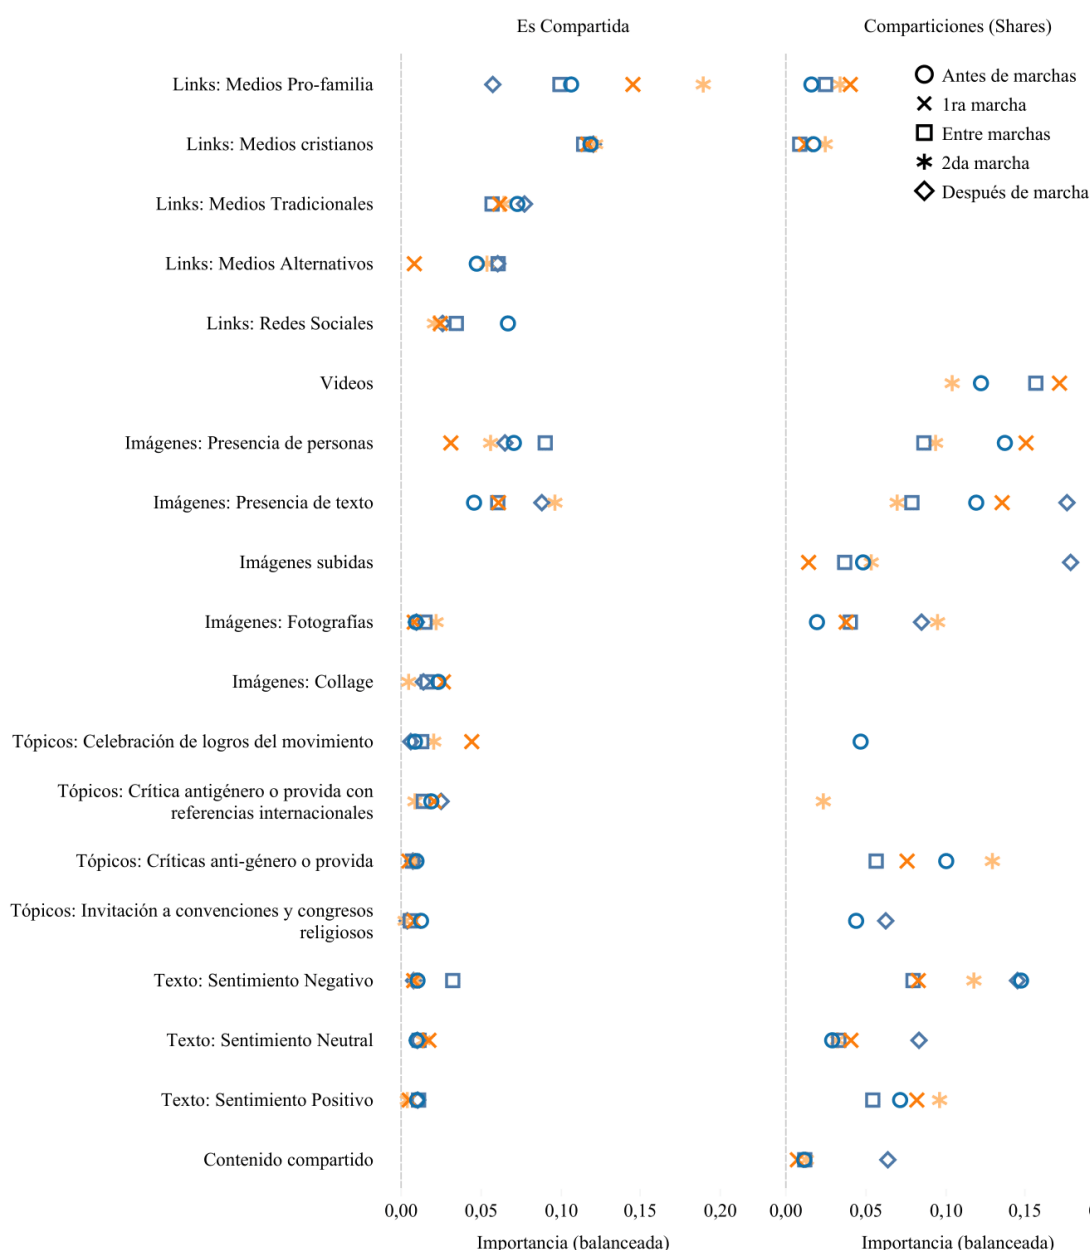 Es Compartida
Comparticiones (Shares)
Antes de marchas
1ra marcha
Entre marchas
2da marcha
Después de marcha
Links: Medios Pro-familia
Links: Medios cristianos
Links: Medios Tradicionales
Links: Medios Alternativos
Links: Redes Sociales
Videos
Imágenes: Presencia de personas
Imágenes: Presencia de texto
Imágenes subidas
Imágenes: Fotografías
Imágenes: Collage
Tópicos: Celebración de logros del movimiento
Tópicos: Crítica antigénero o provida con
referencias internacionales
Tópicos: Críticas anti-género o provida
Tópicos: Invitación a convenciones y congresos
religiosos
Texto: Sentimiento Negativo
Texto: Sentimiento Neutral
Texto: Sentimiento Positivo
Contenido compartido
0,00 0,05 0,10 0,15 0,20
0,00 0,05 0,10 0,15
Importancia (balanceada)
Importancia (balanceada)